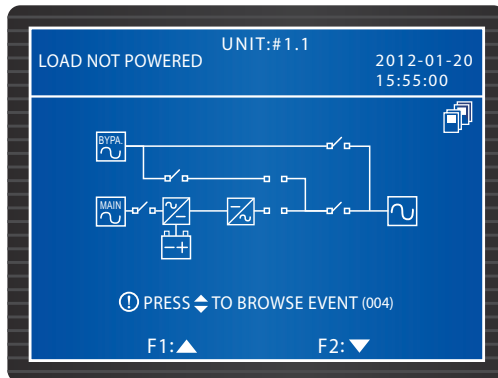 UNIT:#1.1
LOAD NOT POWERED
2012-01-20
15:55:00
BYPA.
MAIN
PRESS TO BROWSE EVENT (004)
F1: F2: